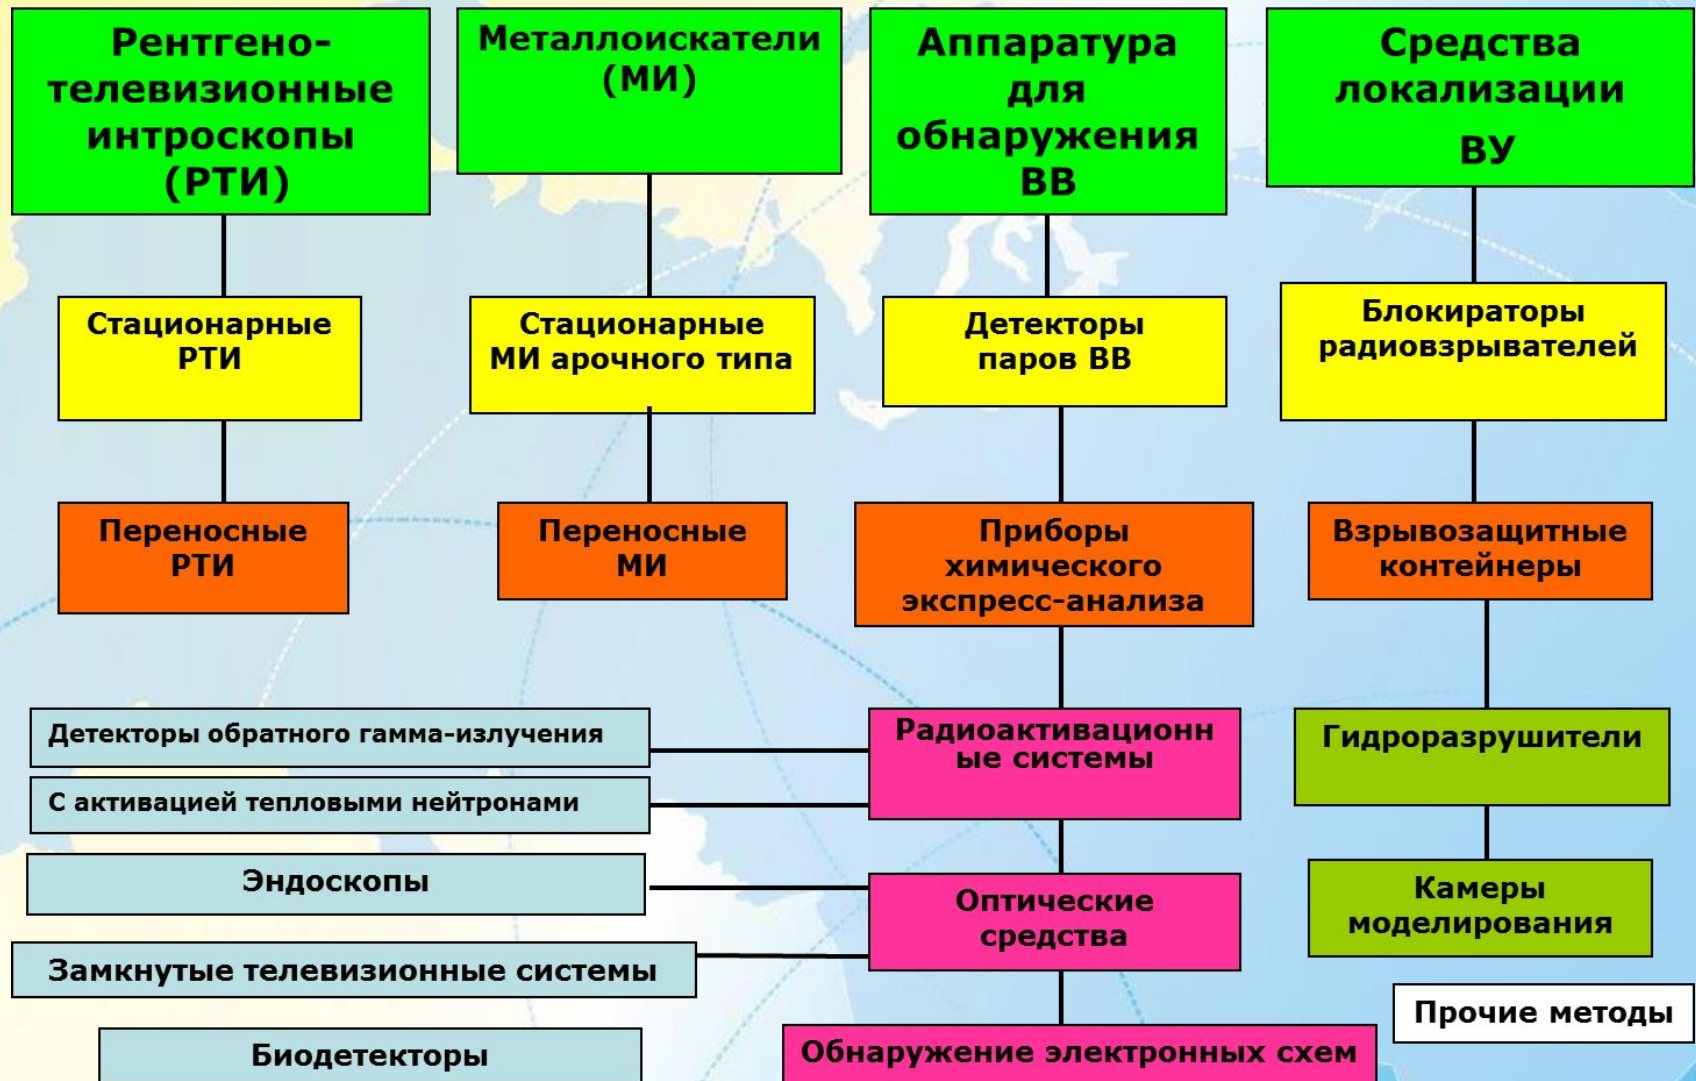 Рентгено-
телевизионные
интроскопы
(РТИ)
Металлоискатели
(МИ)
Аппаратура
для
обнаружения
ВВ
Средства
локализации
ВУ
Стационарные
РТИ
Стационарные
МИ арочного типа
Детекторы
паров ВВ
Блокираторы
радиовзрывателей
Переносные
РТИ
Переносные
МИ
Приборы
химического
экспресс-анализа
Взрывозащитные
контейнеры
Детекторы обратного гамма-излучения
С активацией тепловыми нейтронами
Радиоактивационн
ые системы
Гидроразрушители
Эндоскопы
Замкнутые телевизионные системы
Оптические
средства
Камеры
моделирования
Прочие методы
Биодетекторы
Обнаружение электронных схем